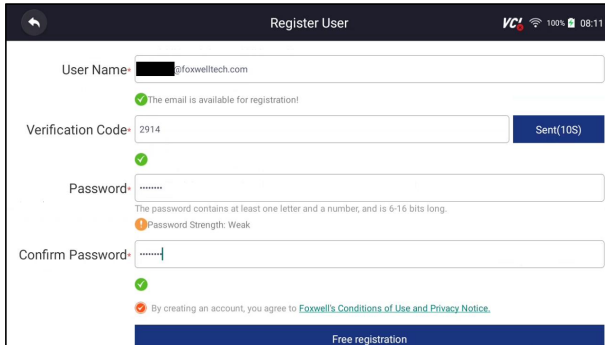 Register User
VCI 100% 08:11
User Name* @foxwelltech.com
The email is available for registration!
Verification Code* 2914 Sent(10S)
Password* ········
The password contains at least one letter and a number, and is 6-16 bits long.
Password Strength: Weak
Confirm Password* ········
By creating an account, you agree to Foxwell's Conditions of Use and Privacy Notice.
Free registration